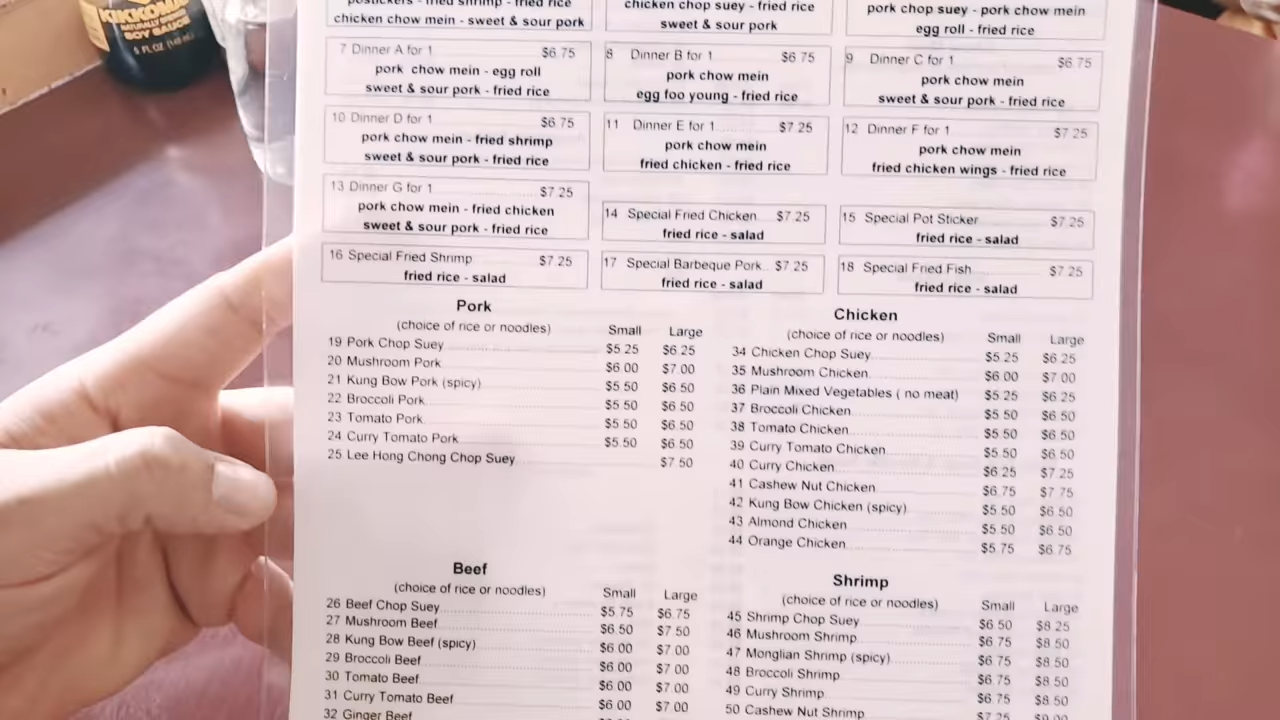 KIKKOMAN
NATURALLY BREWED
SOY SAUCE
5 FL OZ (148 mL)
potstickers - fried shrimp - fried rice
chicken chow mein - sweet & sour pork
chicken chop suey - fried rice
sweet & sour pork
pork chop suey - pork chow mein
egg roll - fried rice
7 Dinner A for 1 $6.75
pork chow mein - egg roll
sweet & sour pork - fried rice
8 Dinner B for 1 $6.75
pork chow mein
egg foo young - fried rice
9 Dinner C for 1 $6.75
pork chow mein
sweet & sour pork - fried rice
10 Dinner D for 1 $6.75
pork chow mein - fried shrimp
sweet & sour pork - fried rice
11 Dinner E for 1 $7.25
pork chow mein
fried chicken - fried rice
12 Dinner F for 1 $7.25
pork chow mein
fried chicken wings - fried rice
13 Dinner G for 1 $7.25
pork chow mein - fried chicken
sweet & sour pork - fried rice
14 Special Fried Chicken $7.25
fried rice - salad
15 Special Pot Sticker $7.25
fried rice - salad
16 Special Fried Shrimp $7.25
fried rice - salad
17 Special Barbeque Pork $7.25
fried rice - salad
18 Special Fried Fish $7.25
fried rice - salad
Pork
(choice of rice or noodles) Small Large
19 Pork Chop Suey $5.25 $6.25
20 Mushroom Pork $6.00 $7.00
21 Kung Bow Pork (spicy) $5.50 $6.50
22 Broccoli Pork $5.50 $6.50
23 Tomato Pork $5.50 $6.50
24 Curry Tomato Pork $5.50 $6.50
25 Lee Hong Chong Chop Suey $7.50
Chicken
(choice of rice or noodles) Small Large
34 Chicken Chop Suey $5.25 $6.25
35 Mushroom Chicken $6.00 $7.00
36 Plain Mixed Vegetables ( no meat) $5.25 $6.25
37 Broccoli Chicken $5.50 $6.50
38 Tomato Chicken $5.50 $6.50
39 Curry Tomato Chicken $5.50 $6.50
40 Curry Chicken $6.25 $7.25
41 Cashew Nut Chicken $6.75 $7.75
42 Kung Bow Chicken (spicy) $5.50 $6.50
43 Almond Chicken $5.50 $6.50
44 Orange Chicken $5.75 $6.75
Beef
(choice of rice or noodles) Small Large
26 Beef Chop Suey $5.75 $6.75
27 Mushroom Beef $6.50 $7.50
28 Kung Bow Beef (spicy) $6.00 $7.00
29 Broccoli Beef $6.00 $7.00
30 Tomato Beef $6.00 $7.00
31 Curry Tomato Beef $6.00 $7.00
32 Ginger Beef
Shrimp
(choice of rice or noodles) Small Large
45 Shrimp Chop Suey $6.50 $8.25
46 Mushroom Shrimp $6.75 $8.50
47 Monglian Shrimp (spicy) $6.75 $8.50
48 Broccoli Shrimp $6.75 $8.50
49 Curry Shrimp $6.75 $8.50
50 Cashew Nut Shrimp $7.25 $9.00